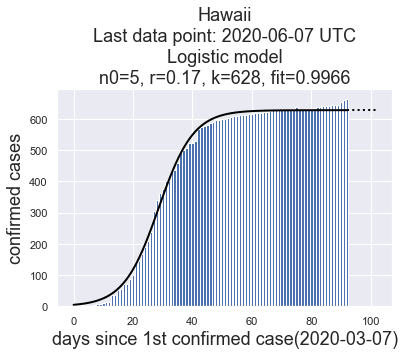 Hawaii
Last data point: 2020-06-07 UTC
Logistic model
n0=5, r=0.17, k=628, fit=0.9966
confirmed cases
600
500
400
300
200
100
0
0 20 40 60 80 100
days since 1st confirmed case(2020-03-07)